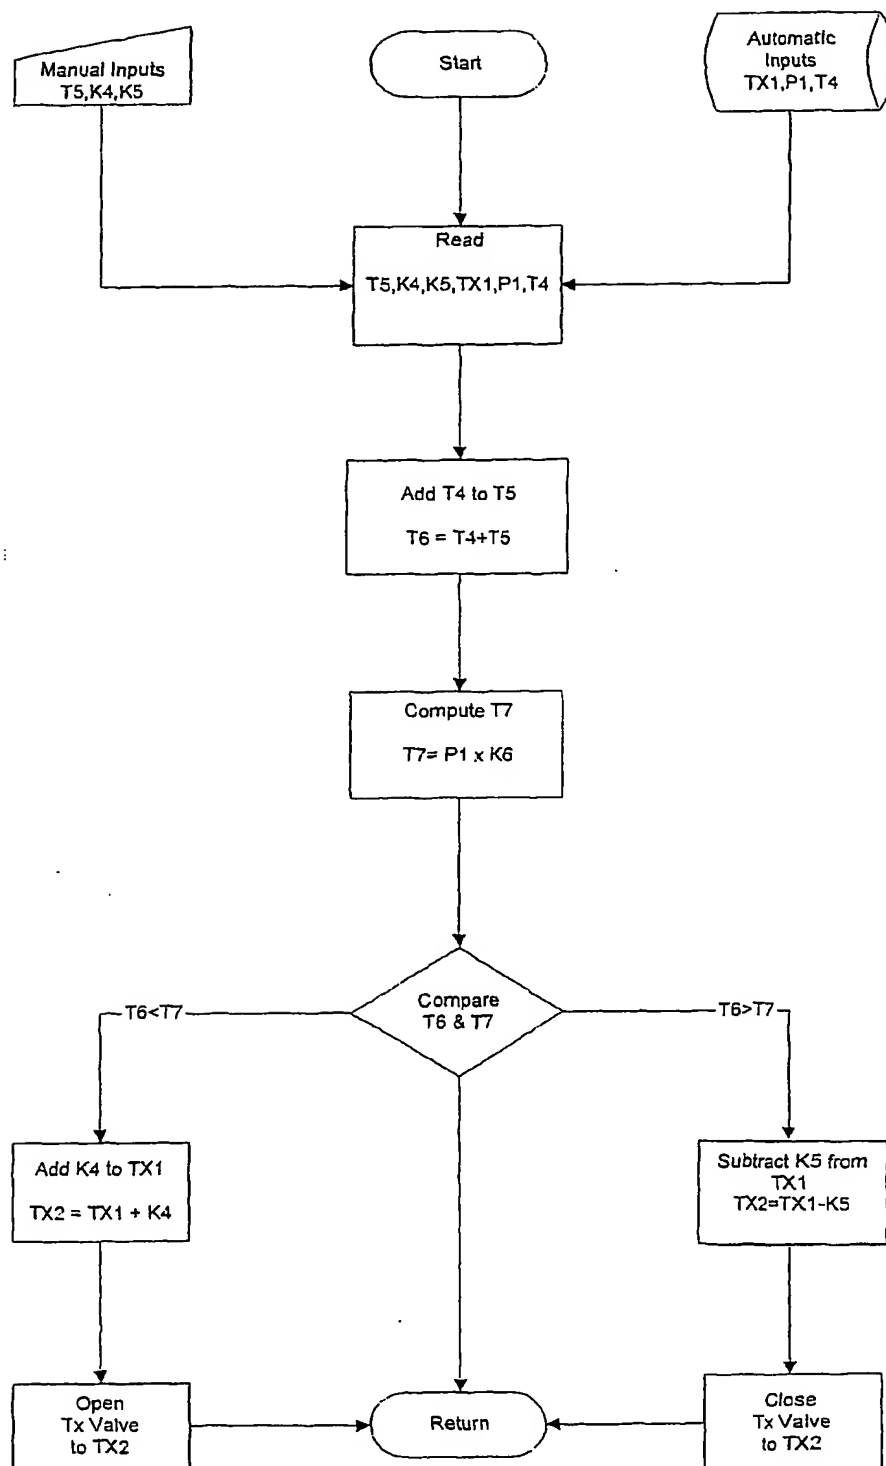 Manual Inputs
T5,K4,K5
Start
Automatic
Inputs
TX1,P1,T4
Read
T5,K4,K5,TX1,P1,T4
Add T4 to T5
T6 = T4+T5
Compute T7
T7= P1 x K6
Compare
T6 & T7
T6<T7
T6>T7
Add K4 to TX1
TX2 = TX1 + K4
Subtract K5 from
TX1
TX2=TX1-K5
Open
Tx Valve
to TX2
Return
Close
Tx Valve
to TX2